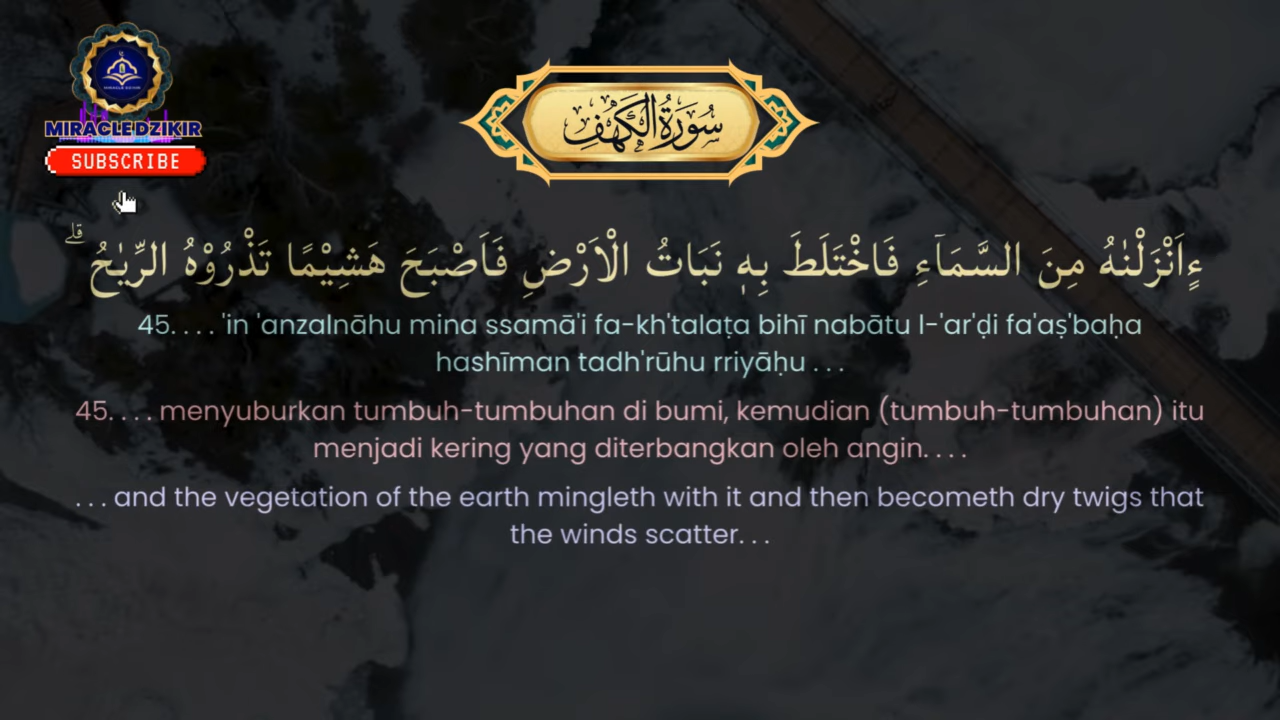 MIRACLEDZIKIR
SUBSCRIBE
سُوَرَةُ الكَهْفِ
ءٍاَنْزَلْنٰهُ مِنَ السَّمَاۤءِ فَاخْتَلَطَ بِهٖ نَبَاتُ الْاَرْضِ فَاَصْبَحَ هَشِيْمًا تَذْرُوْهُ الرِّيٰحُ ۗ
45. . . . 'in 'anzalnāhu mina ssamā'i fa-kh'talaṭa bihī nabātu l-'ar'ḍi fa'aṣ'baḥa
hashīman tadh'rūhu rriyāḥu . . .
45. . . . menyuburkan tumbuh-tumbuhan di bumi, kemudian (tumbuh-tumbuhan) itu
menjadi kering yang diterbangkan oleh angin. . . .
. . . and the vegetation of the earth mingleth with it and then becometh dry twigs that
the winds scatter. . .